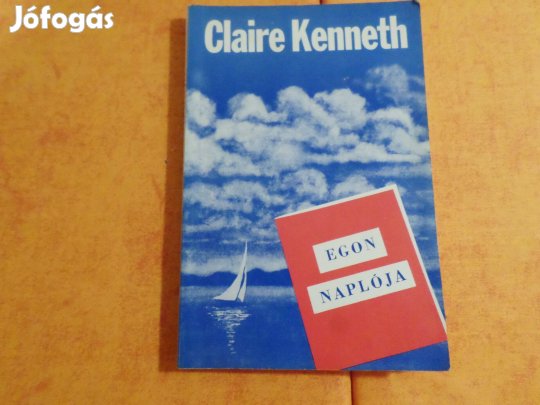 Jófogás
Claire Kenneth
EGON
NAPLÓJA